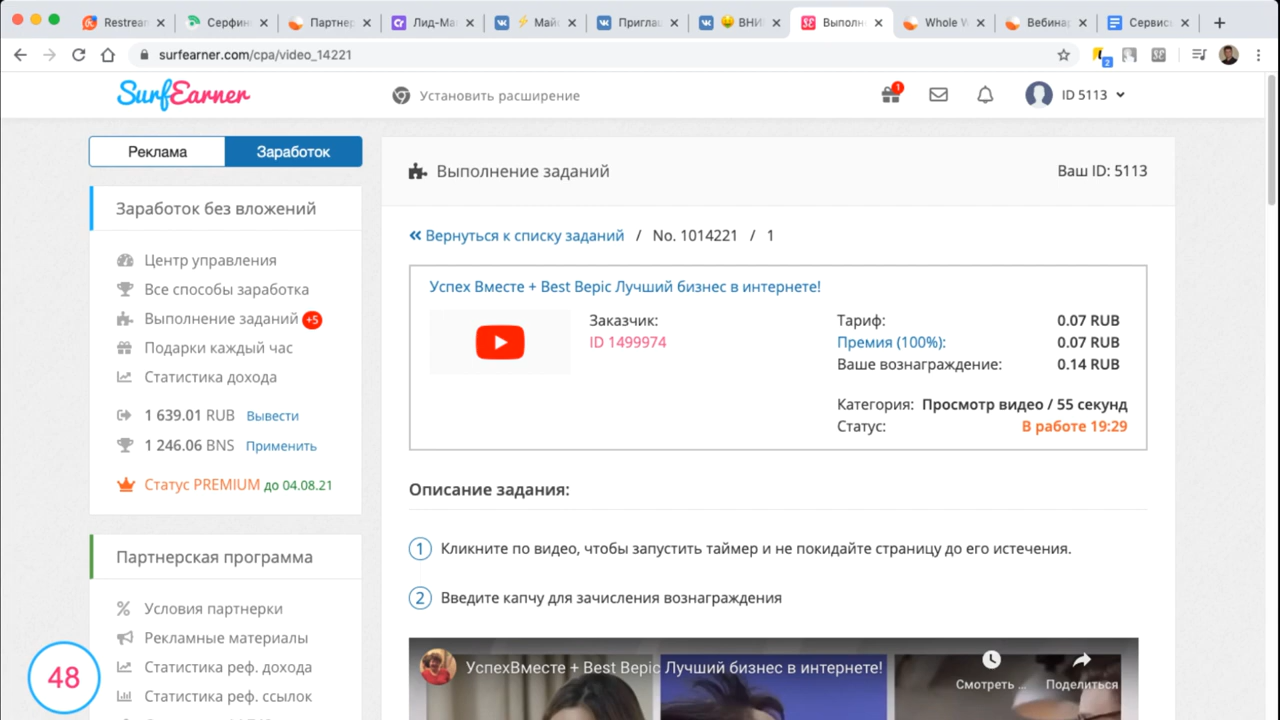 Restrea
Серфин
Партнер
Лид-Ма
Майс
Пригла
ВНИ
Выполн
Whole W
Вебина
Сервис
surfearner.com/cpa/video_14221
2
SurfEarner
Установить расширение
1
ID 5113
Реклама
Заработок
Заработок без вложений
Центр управления
Все способы заработка
Выполнение заданий +5
Подарки каждый час
Статистика дохода
1 639.01 RUB Вывести
1 246.06 BNS Применить
Статус PREMIUM до 04.08.21
Партнерская программа
Условия партнерки
Рекламные материалы
Статистика реф. дохода
Статистика реф. ссылок
48
Выполнение заданий
Ваш ID: 5113
« Вернуться к списку заданий / No. 1014221 / 1
Успех Вместе + Best Bepic Лучший бизнес в интернете!
Заказчик:
ID 1499974
Тариф: 0.07 RUB
Премия (100%): 0.07 RUB
Ваше вознаграждение: 0.14 RUB
Категория: Просмотр видео / 55 секунд
Статус: В работе 19:29
Описание задания:
1 Кликните по видео, чтобы запустить таймер и не покидайте страницу до его истечения.
2 Введите капчу для зачисления вознаграждения
УспехВместе + Best Bepic Лучший бизнес в интернете!
Смотреть ...
Поделиться